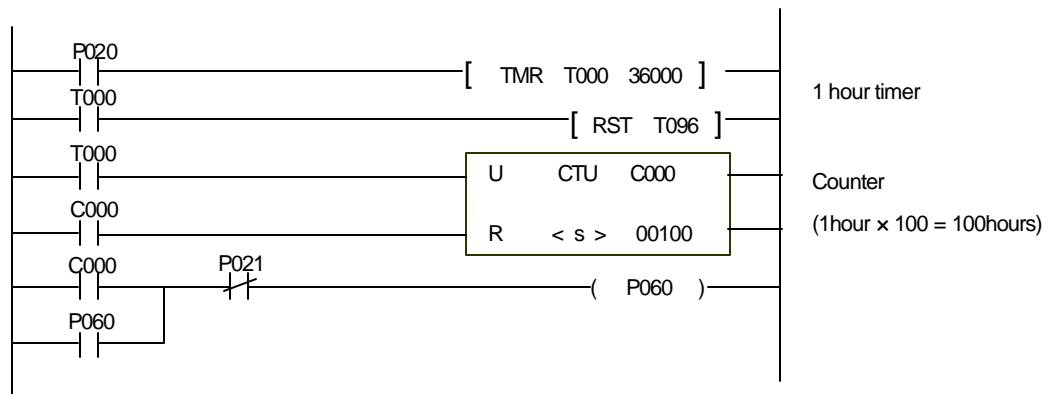 P020
[ TMR T000 36000 ]
1 hour timer
T000
[ RST T096 ]
T000
U CTU C000
Counter
C000
R < s > 00100
(1hour × 100 = 100hours)
C000 P021
( P060 )
P060